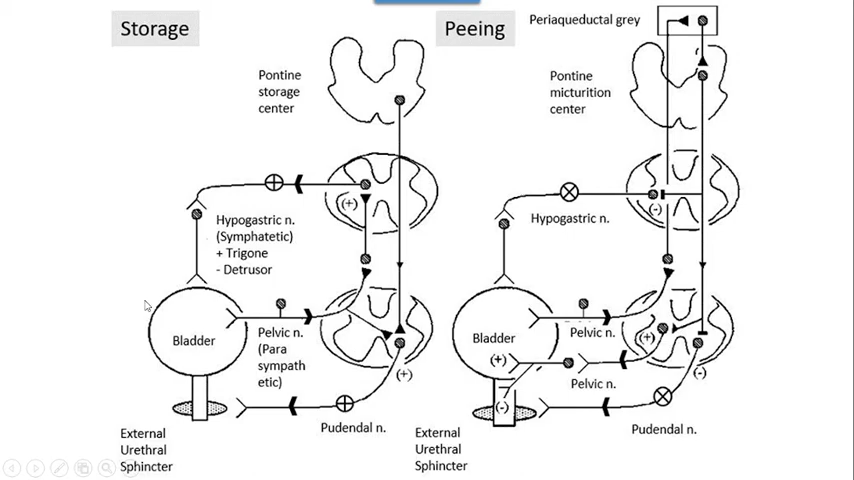 Storage
Pontine
storage
center
(+)
Hypogastric n.
(Symphatetic)
+ Trigone
- Detrusor
Bladder
Pelvic n.
(Para
sympath
etic)
(+)
Pudendal n.
External
Urethral
Sphincter
Peeing
Periaqueductal grey
Pontine
micturition
center
(-)
Hypogastric n.
Bladder
Pelvic n.
(+)
(+)
Pelvic n.
(-)
(-)
Pudendal n.
External
Urethral
Sphincter